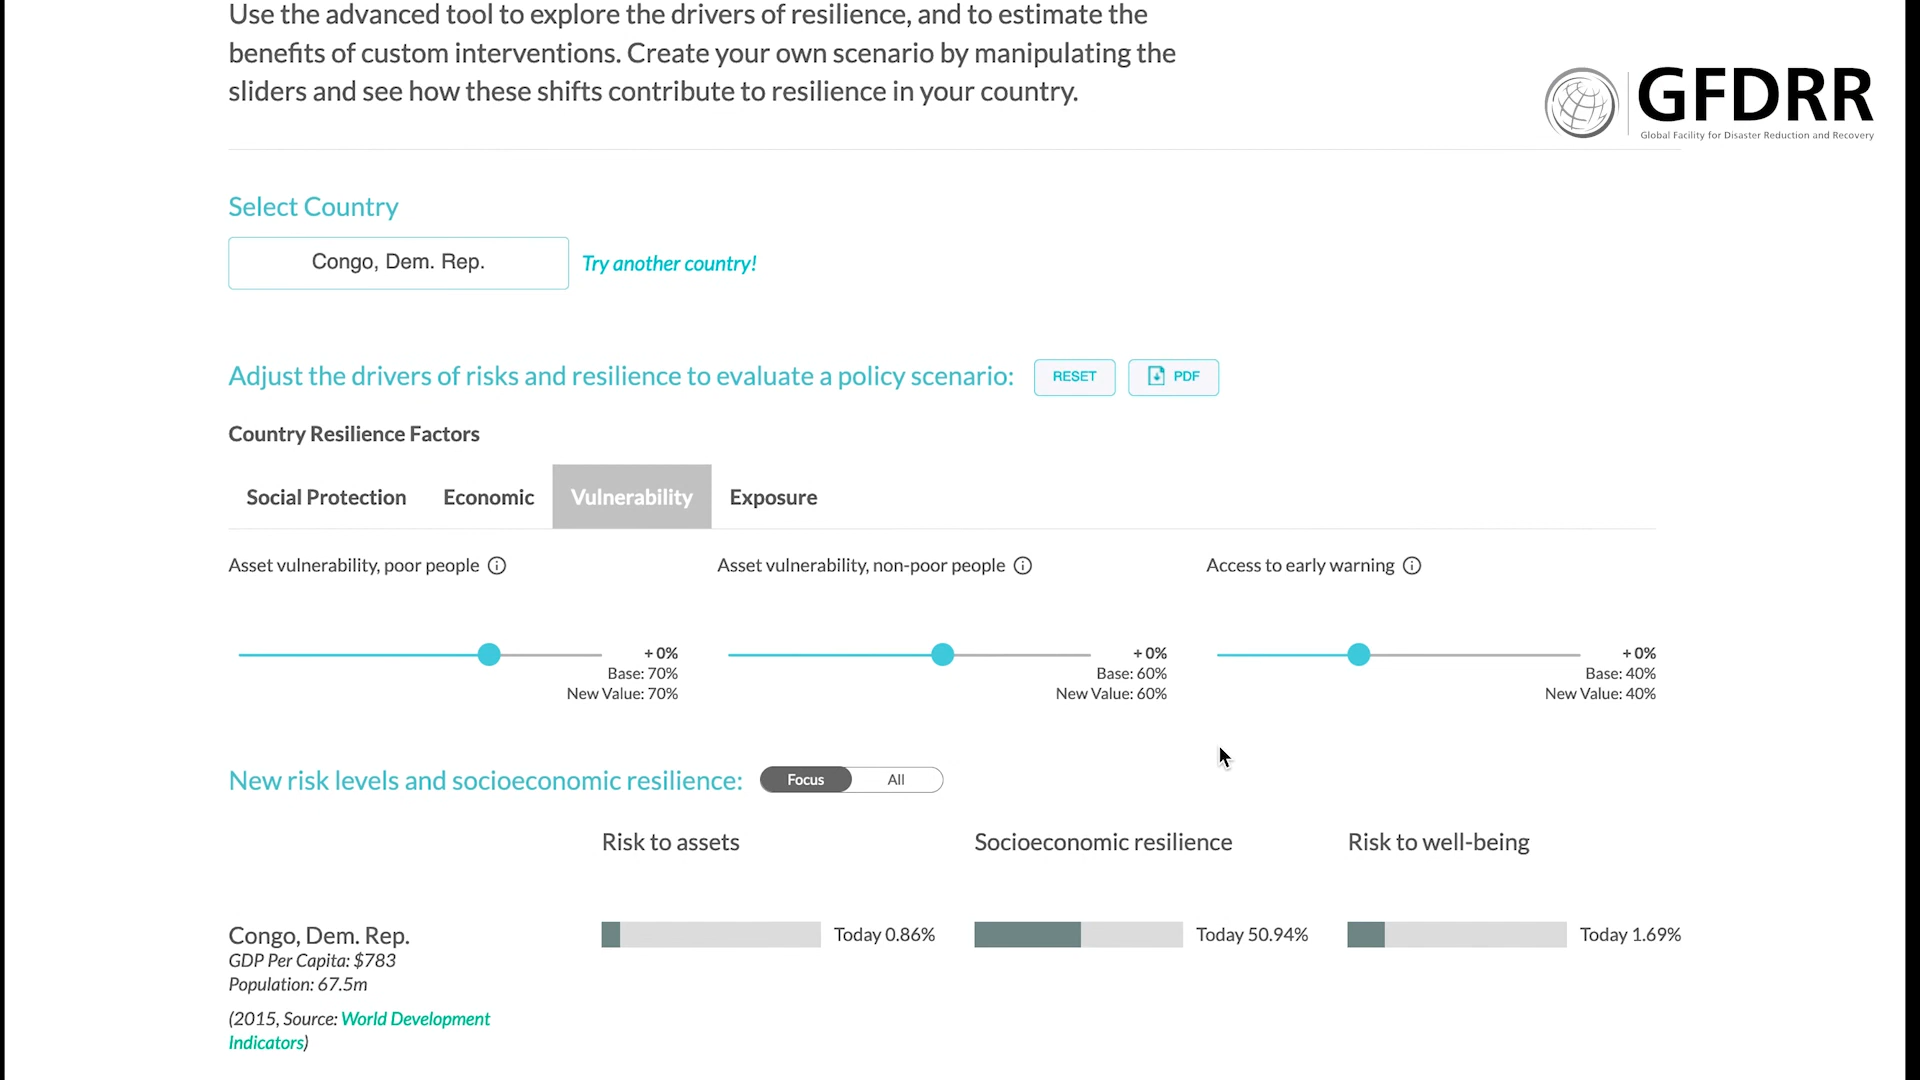 Use the advanced tool to explore the drivers of resilience, and to estimate the
benefits of custom interventions. Create your own scenario by manipulating the
sliders and see how these shifts contribute to resilience in your country.
GFDRR
Global Facility for Disaster Reduction and Recovery
Select Country
Congo, Dem. Rep.
Try another country!
Adjust the drivers of risks and resilience to evaluate a policy scenario:
RESET
PDF
Country Resilience Factors
Social Protection
Economic
Vulnerability
Exposure
Asset vulnerability, poor people
+ 0%
Base: 70%
New Value: 70%
Asset vulnerability, non-poor people
+ 0%
Base: 60%
New Value: 60%
Access to early warning
+ 0%
Base: 40%
New Value: 40%
New risk levels and socioeconomic resilience:
Focus
All
Risk to assets
Socioeconomic resilience
Risk to well-being
Congo, Dem. Rep.
GDP Per Capita: $783
Population: 67.5m
(2015, Source: World Development
Indicators)
Today 0.86%
Today 50.94%
Today 1.69%